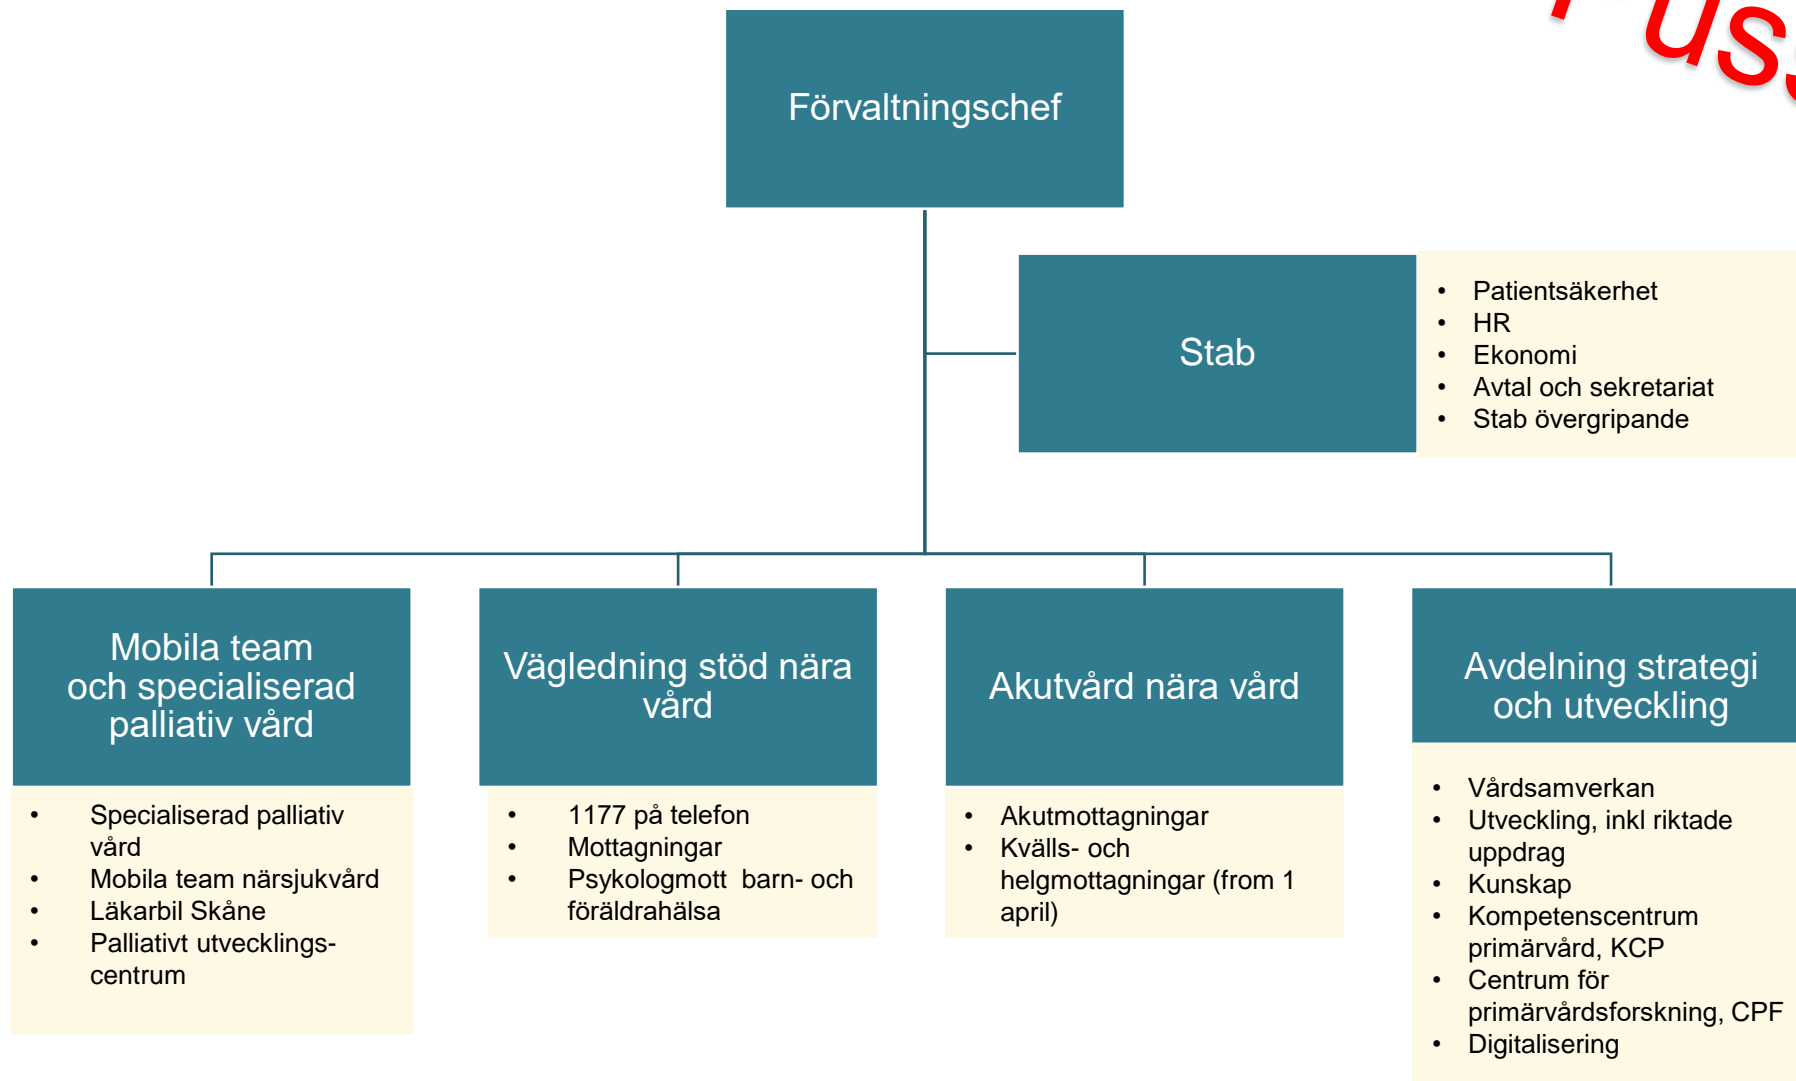 Förvaltningschef
Stab
• Patientsäkerhet
• HR
• Ekonomi
• Avtal och sekretariat
• Stab övergripande
Mobila team
och specialiserad
palliativ vård
• Specialiserad palliativ
vård
• Mobila team närsjukvård
• Läkarbil Skåne
• Palliativt utvecklings-
centrum
Vägledning stöd nära
vård
• 1177 på telefon
• Mottagningar
• Psykologmott barn- och
föräldrahälsa
Akutvård nära vård
• Akutmottagningar
• Kvälls- och
helgmottagningar (from 1
april)
Avdelning strategi
och utveckling
• Vårdsamverkan
• Utveckling, inkl riktade
uppdrag
• Kunskap
• Kompetenscentrum
primärvård, KCP
• Centrum för
primärvårdsforskning, CPF
• Digitalisering